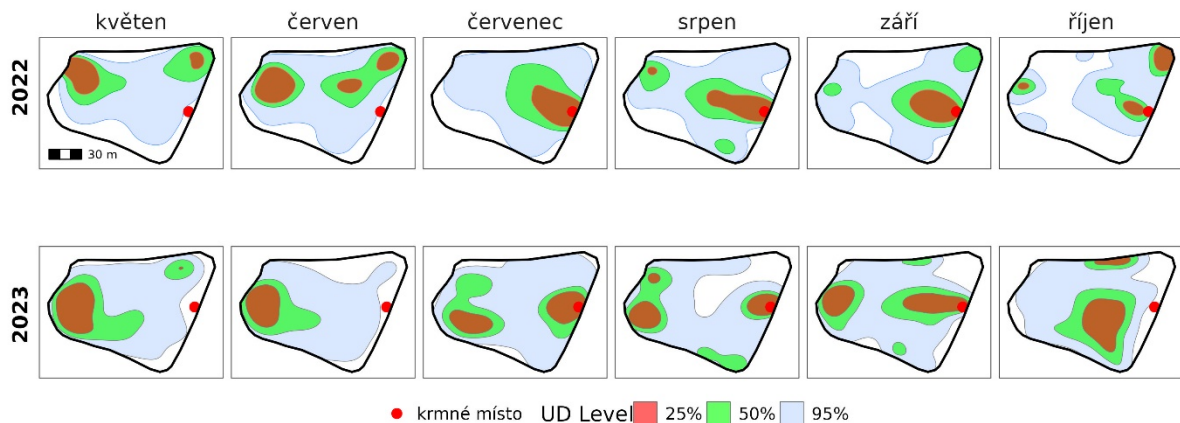 květen červen červenec srpen září říjen
2022
30 m
2023
krmné místo UD Level 25% 50% 95%